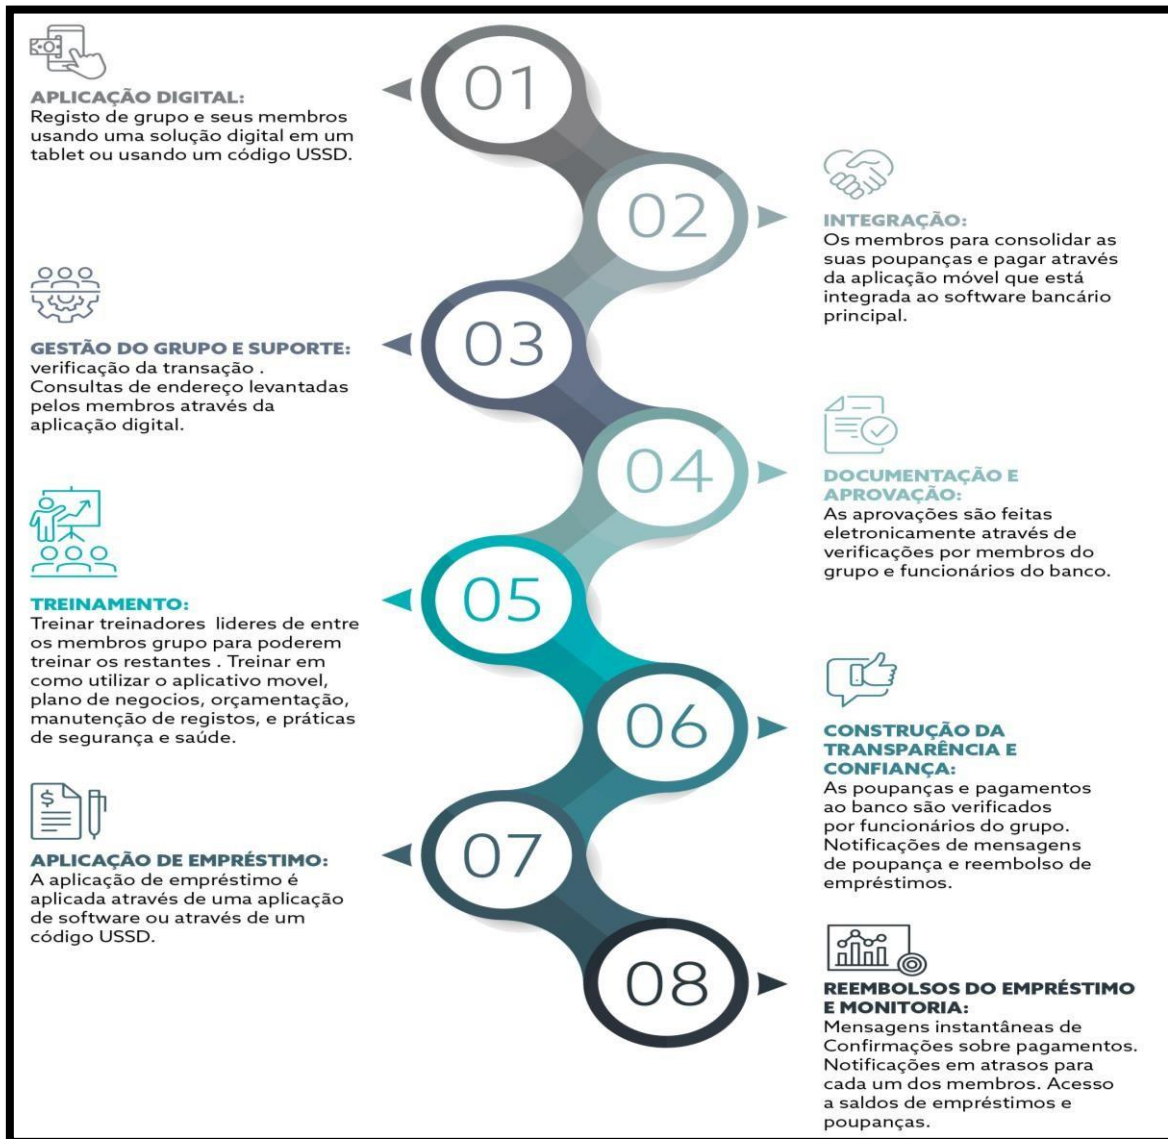 01
APLICAÇÃO DIGITAL:
Registo de grupo e seus membros
usando uma solução digital em um
tablet ou usando um código USSD.
02
INTEGRAÇÃO:
Os membros para consolidar as
suas poupanças e pagar através
da aplicação móvel que está
integrada ao software bancário
principal.
03
GESTÃO DO GRUPO E SUPORTE:
verificação da transação .
Consultas de endereço levantadas
pelos membros através da
aplicação digital.
04
DOCUMENTAÇÃO E
APROVAÇÃO:
As aprovações são feitas
eletronicamente através de
verificações por membros do
grupo e funcionários do banco.
05
TREINAMENTO:
Treinar treinadores lideres de entre
os membros grupo para poderem
treinar os restantes . Treinar em
como utilizar o aplicativo movel,
plano de negocios, orçamentação,
manutenção de registos, e práticas
de segurança e saúde.
06
CONSTRUÇÃO DA
TRANSPARÊNCIA E
CONFIANÇA:
As poupanças e pagamentos
ao banco são verificados
por funcionários do grupo.
Notificações de mensagens
de poupança e reembolso de
empréstimos.
07
$
APLICAÇÃO DE EMPRÉSTIMO:
A aplicação de empréstimo é
aplicada através de uma aplicação
de software ou através de um
código USSD.
08
REEMBOLSOS DO EMPRÉSTIMO
E MONITORIA:
Mensagens instantâneas de
Confirmações sobre pagamentos.
Notificações em atrasos para
cada um dos membros. Acesso
a saldos de empréstimos e
poupanças.